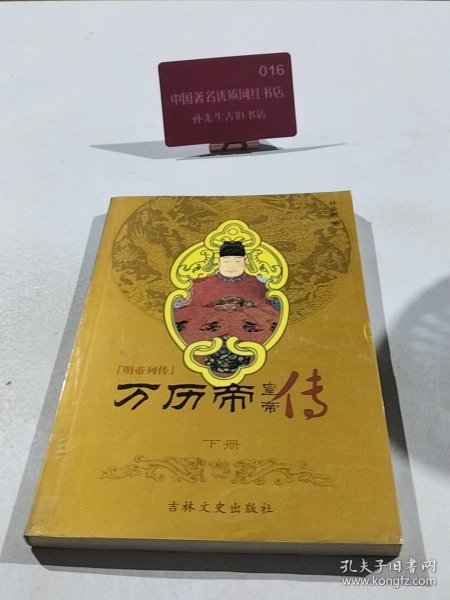 016
中国著名优质网红书店
孙先生古旧书店
「明帝列传」
万历帝皇帝传
下册
吉林文史出版社
孔夫子旧书网
www.kongfz.com